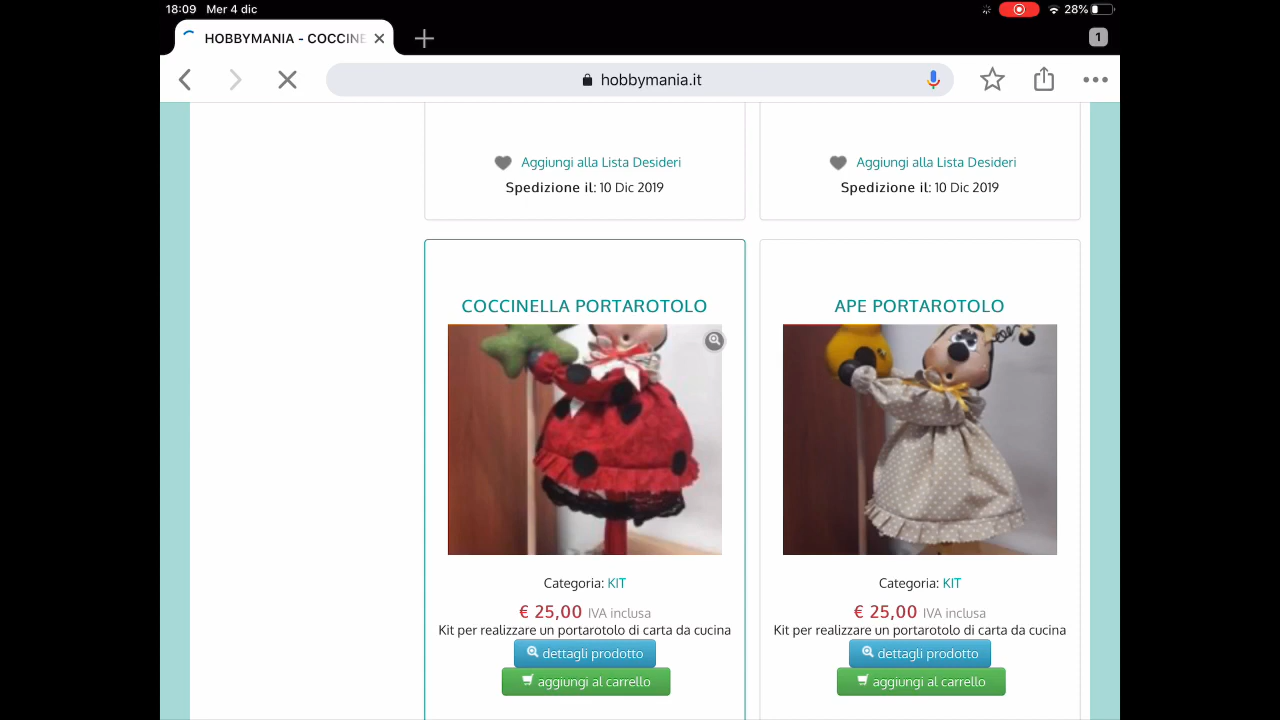 18:09 Mer 4 dic
28%
HOBBYMANIA - COCCINE
1
hobbymania.it
Aggiungi alla Lista Desideri
Spedizione il: 10 Dic 2019
Aggiungi alla Lista Desideri
Spedizione il: 10 Dic 2019
COCCINELLA PORTAROTOLO
Categoria: KIT
€ 25,00 IVA inclusa
Kit per realizzare un portarotolo di carta da cucina
dettagli prodotto
aggiungi al carrello
APE PORTAROTOLO
Categoria: KIT
€ 25,00 IVA inclusa
Kit per realizzare un portarotolo di carta da cucina
dettagli prodotto
aggiungi al carrello